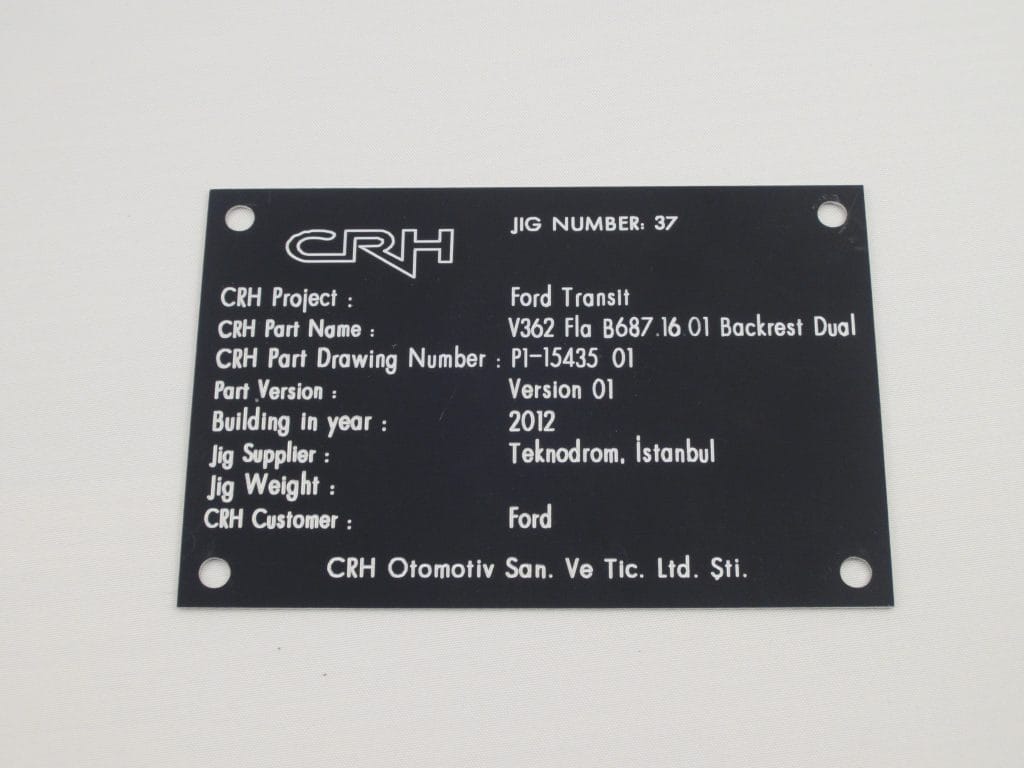 CRH
JIG NUMBER: 37
CRH Project : Ford Transit
CRH Part Name : V362 Fla B687.16 01 Backrest Dual
CRH Part Drawing Number : P1-15435 01
Part Version : Version 01
Building in year : 2012
Jig Supplier : Teknodrom, İstanbul
Jig Weight :
CRH Customer : Ford
CRH Otomotiv San. Ve Tic. Ltd. Şti.